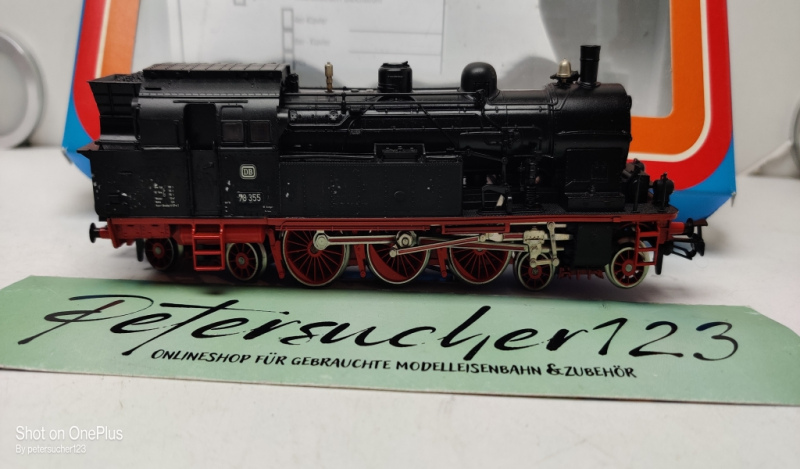 DB
78 355
Petersucher123
ONLINESHOP FÜR GEBRAUCHTE MODELLEISENBAHN & ZUBEHÖR
Shot on OnePlus
By petersucher123